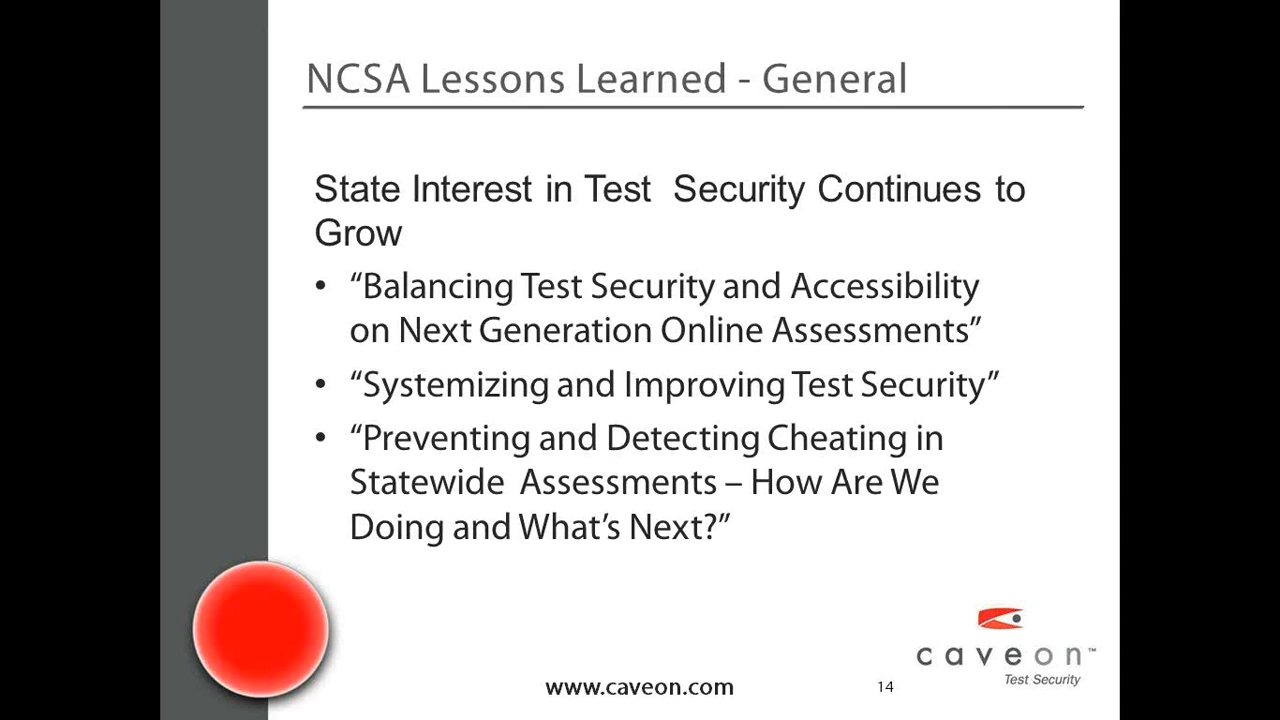 NCSA Lessons Learned - General
State Interest in Test  Security Continues to
Grow
• “Balancing Test Security and Accessibility
on Next Generation Online Assessments”
• “Systemizing and Improving Test Security”
• “Preventing and Detecting Cheating in
Statewide  Assessments – How Are We
Doing and What’s Next?”
caveon™
Test Security
www.caveon.com
14